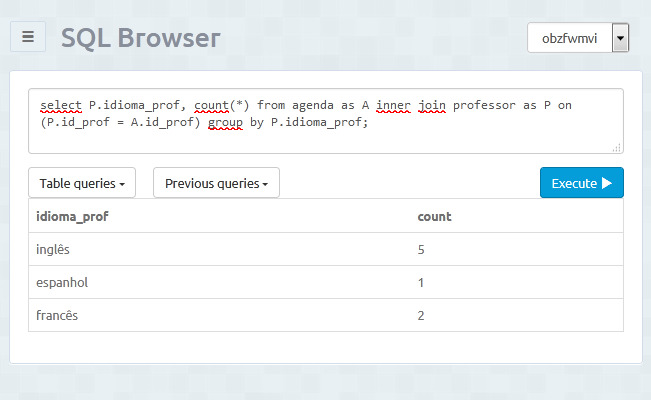 ☰ SQL Browser obzfwmvi
select P.idioma_prof, count(*) from agenda as A inner join professor as P on
(P.id_prof = A.id_prof) group by P.idioma_prof;
Table queries Previous queries Execute
idioma_prof count
inglês 5
espanhol 1
francês 2